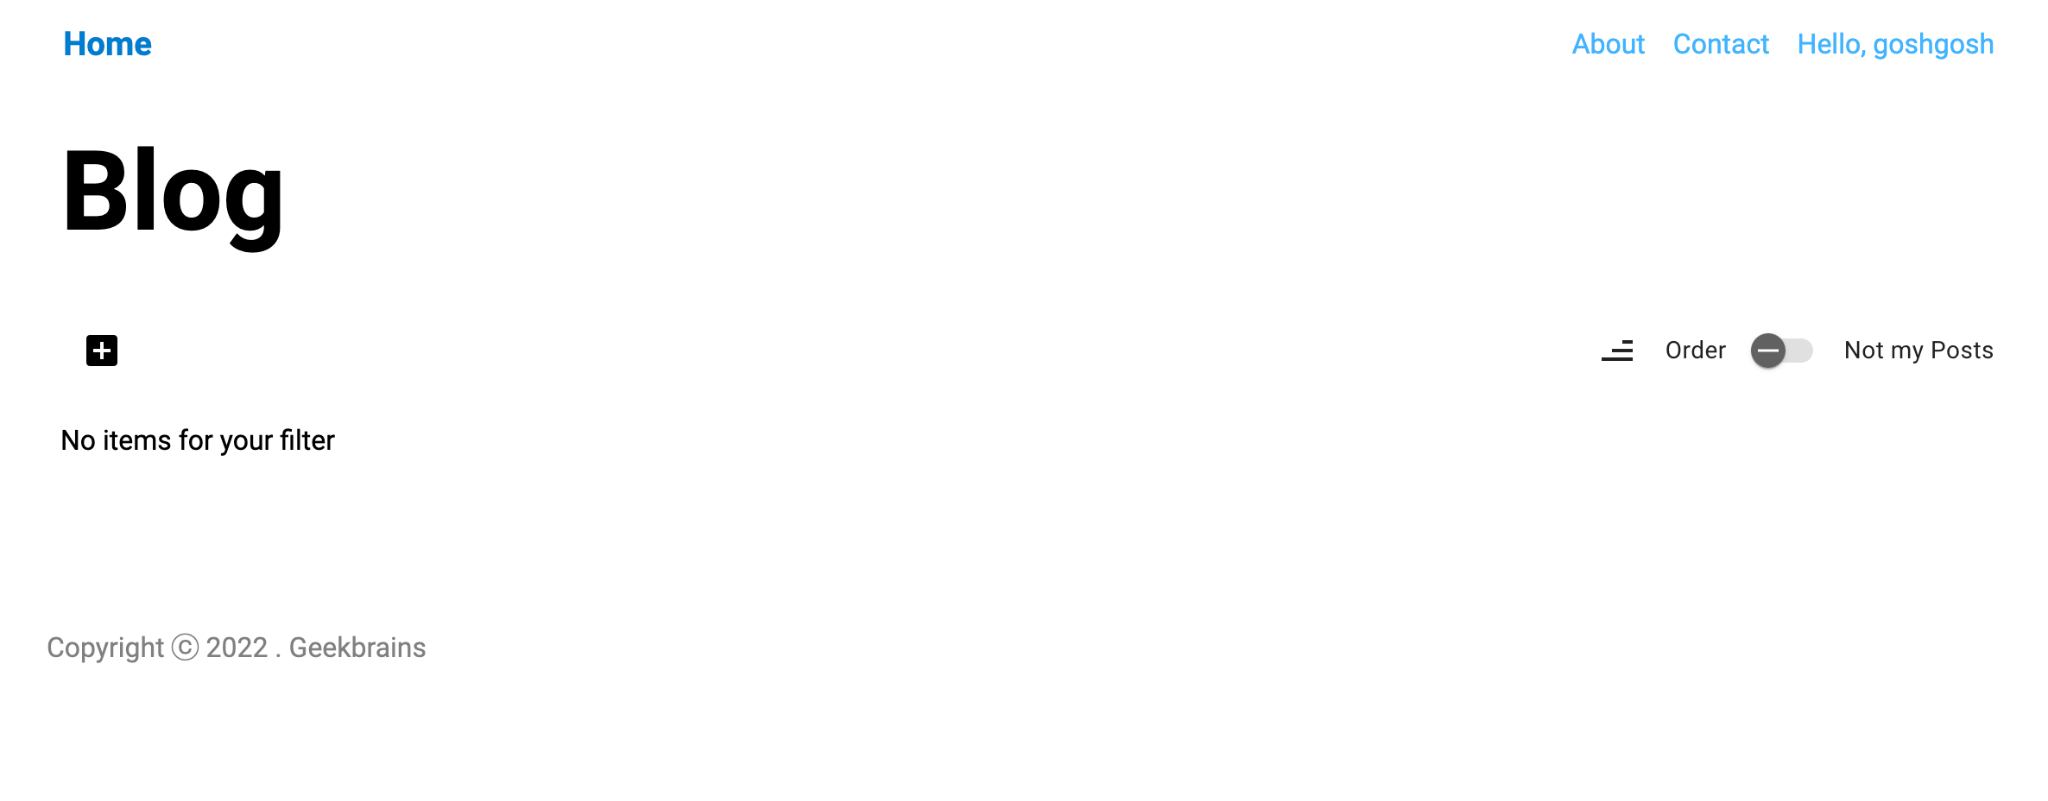 Home About Contact Hello, goshgosh
Blog
Order Not my Posts
No items for your filter
Copyright ⓒ 2022 . Geekbrains